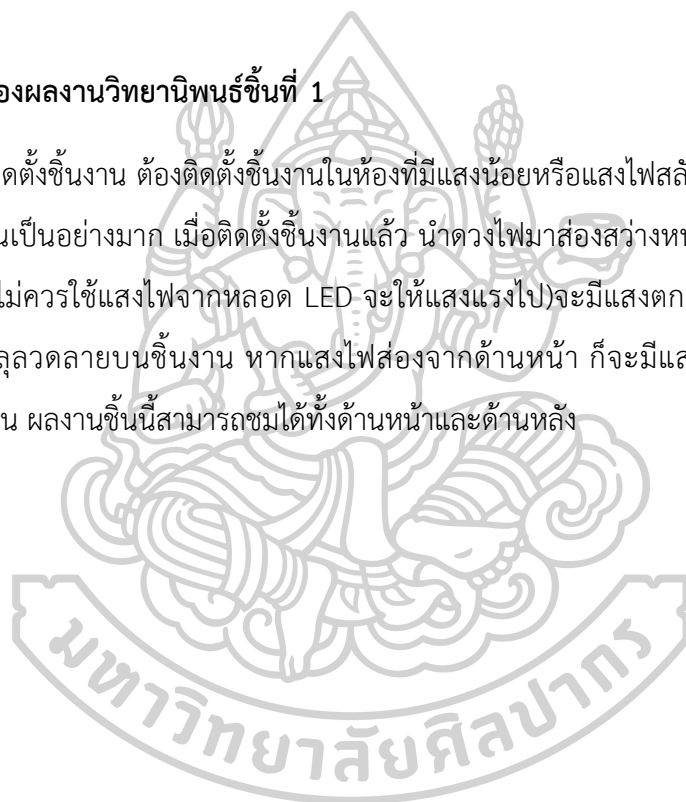 องผลงานวิทยานิพนธ์ชิ้นที่ 1
ดตั้งชิ้นงาน ต้องติดตั้งชิ้นงานในห้องที่มีแสงน้อยหรือแสงไฟสลั
นเป็นอย่างมาก เมื่อติดตั้งชิ้นงานแล้ว นำดวงไฟมาส่องสว่างห
ไม่ควรใช้แสงไฟจากหลอด LED จะให้แสงแรงไป)จะมีแสงตก
ลุลวดลายบนชิ้นงาน หากแสงไฟส่องจากด้านหน้า ก็จะมีแส
น ผลงานชิ้นนี้สามารถชมได้ทั้งด้านหน้าและด้านหลัง
มหาวิทยาลัยศิลปากร